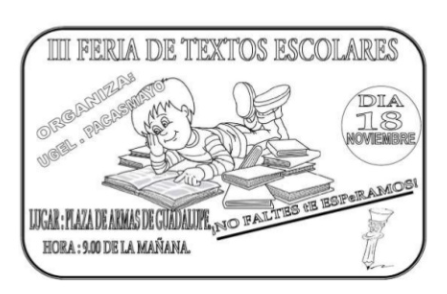 III FERIA DE TEXTOS ESCOLARES
ORGANIZA:
UGEL - PACASMAYO
DIA
18
NOVIEMBRE
LUGAR : PLAZA DE ARMAS DE GUADALUPE.
¡NO FALTES tE ESPeRAMOS!
HORA : 9.00 DE LA MAÑANA.